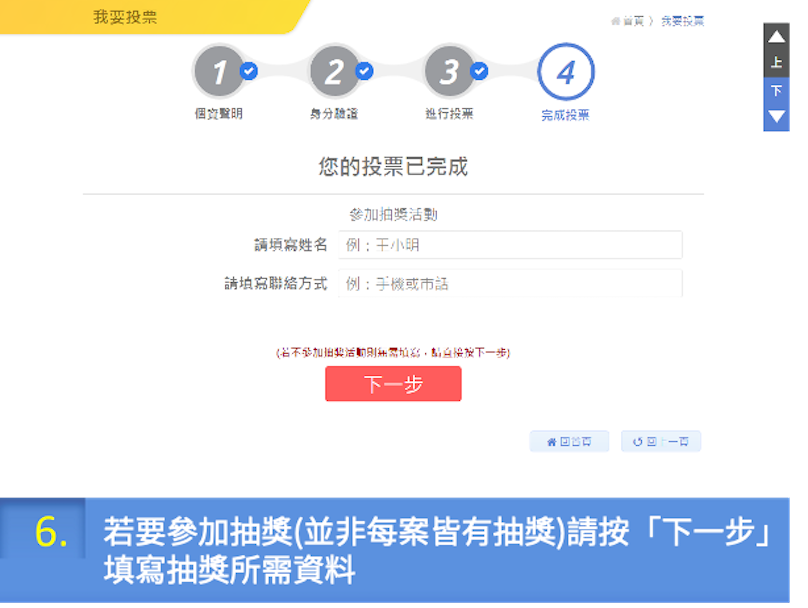 我要投票
首頁 〉 我要投票
上
下
1 2 3 4
個資聲明 身分驗證 進行投票 完成投票
您的投票已完成
參加抽獎活動
請填寫姓名 例：王小明
請填寫聯絡方式 例：手機或市話
(若不參加抽獎活動則無需填寫，請直接按下一步)
下一步
回首頁 回上一頁
6. 若要參加抽獎(並非每案皆有抽獎)請按「下一步」
填寫抽獎所需資料